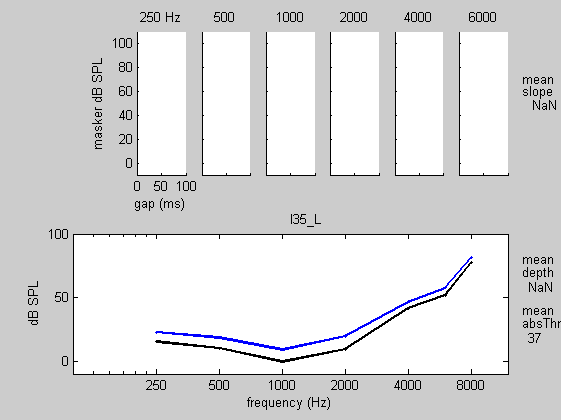 250 Hz 500 1000 2000 4000 6000
100
80
60
40
20
0
masker dB SPL
0 50 100
gap (ms)
mean
slope
NaN
l35_L
100
50
0
dB SPL
250 500 1000 2000 4000 8000
frequency (Hz)
mean
depth
NaN
mean
absThr
37